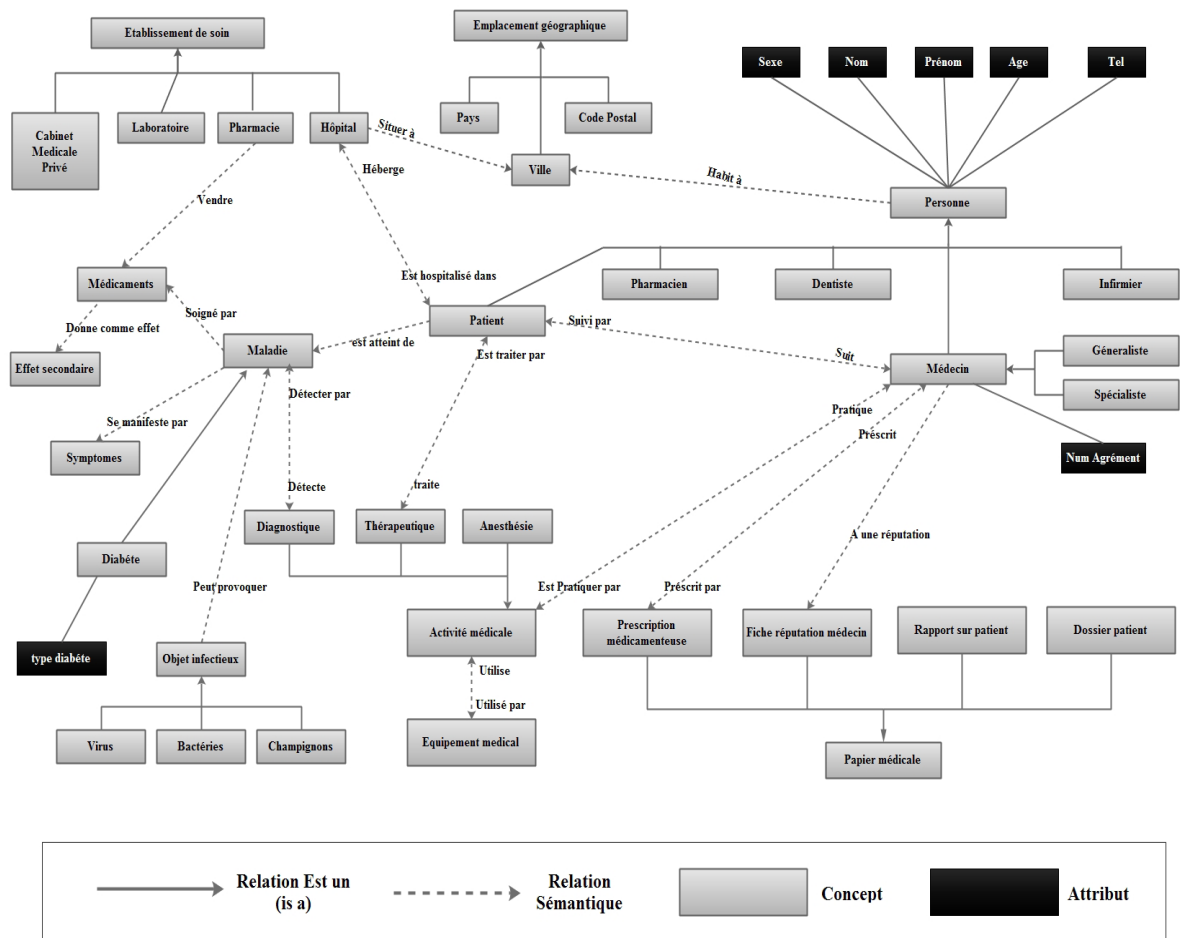 Etablissement de soin
Emplacement géographique
Sexe
Nom
Prénom
Age
Tel
Cabinet
Medicale
Privé
Laboratoire
Pharmacie
Hôpital
Pays
Code Postal
Situer à
Ville
Héberge
Habit à
Personne
Vendre
Médicaments
Est hospitalisé dans
Pharmacien
Dentiste
Infirmier
Donne comme effet
Soigné par
Patient
Suivi par
Effet secondaire
Maladie
est atteint de
Est traiter par
Suit
Médecin
Géneraliste
Spécialiste
Se manifeste par
Détecter par
Pratique
Préscrit
Symptomes
Num Agrément
Détecte
traite
Diagnostique
Thérapeutique
Anesthésie
A une réputation
Diabéte
Peut provoquer
Est Pratiquer par
Préscrit par
type diabéte
Objet infectieux
Activité médicale
Prescription
médicamenteuse
Fiche réputation médecin
Rapport sur patient
Dossier patient
Utilise
Utilisé par
Virus
Bactéries
Champignons
Equipement medical
Papier médicale
Relation Est un
(is a)
Relation
Sémantique
Concept
Attribut